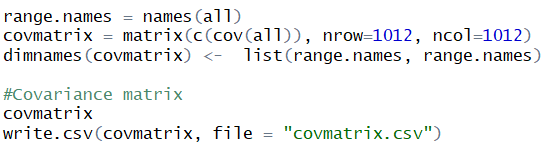 range.names = names(all)
covmatrix = matrix(c(cov(all)), nrow=1012, ncol=1012)
dimnames(covmatrix) <-  list(range.names, range.names)
#Covariance matrix
covmatrix
write.csv(covmatrix, file = "covmatrix.csv")